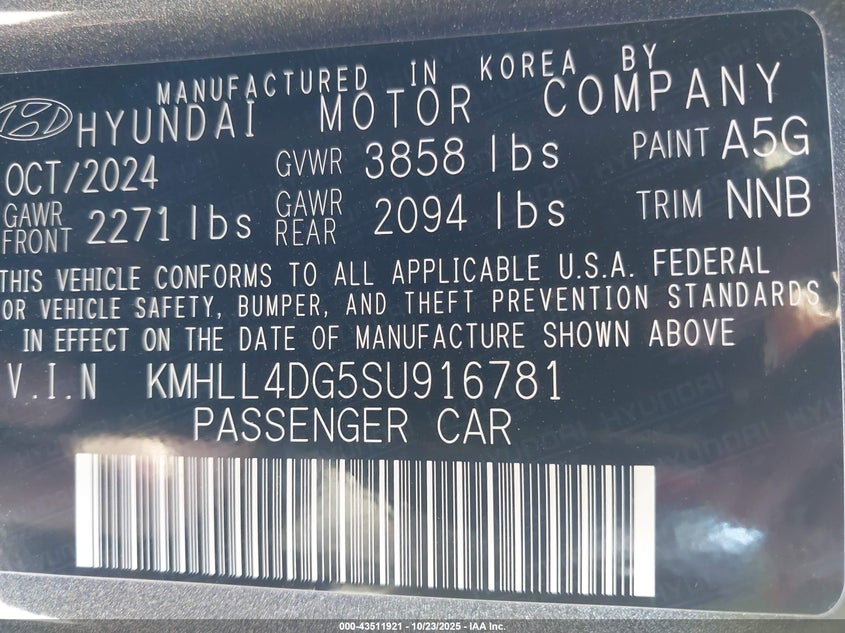 MANUFACTURED IN KOREA BY
HYUNDAI MOTOR COMPANY
OCT/2024 GVWR 3858 lbs PAINT A5G
GAWR FRONT 2271 lbs GAWR REAR 2094 lbs TRIM NNB
THIS VEHICLE CONFORMS TO ALL APPLICABLE U.S.A. FEDERAL
OR VEHICLE SAFETY, BUMPER, AND THEFT PREVENTION STANDARDS
IN EFFECT ON THE DATE OF MANUFACTURE SHOWN ABOVE
V.I.N KMHLL4DG5SU916781
PASSENGER CAR
000-43511921 - 10/23/2025 - IAA Inc.